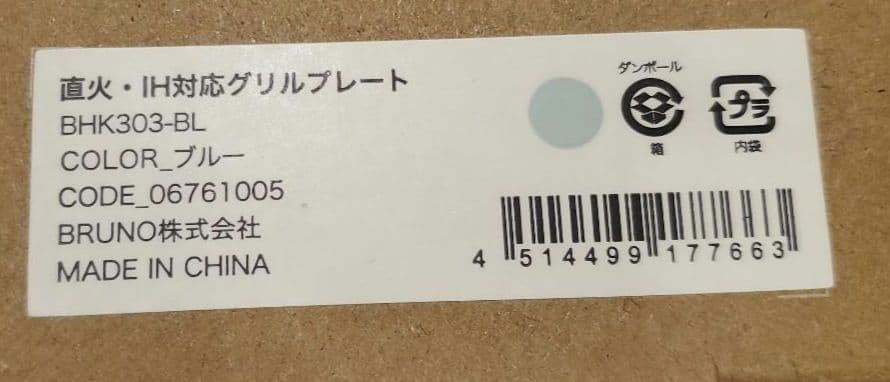 直火・IH対応グリルプレート
BHK303-BL
COLOR_ブルー
CODE_06761005
BRUNO株式会社
MADE IN CHINA
ダンボール
箱
プラ
内袋
4 514499 177663